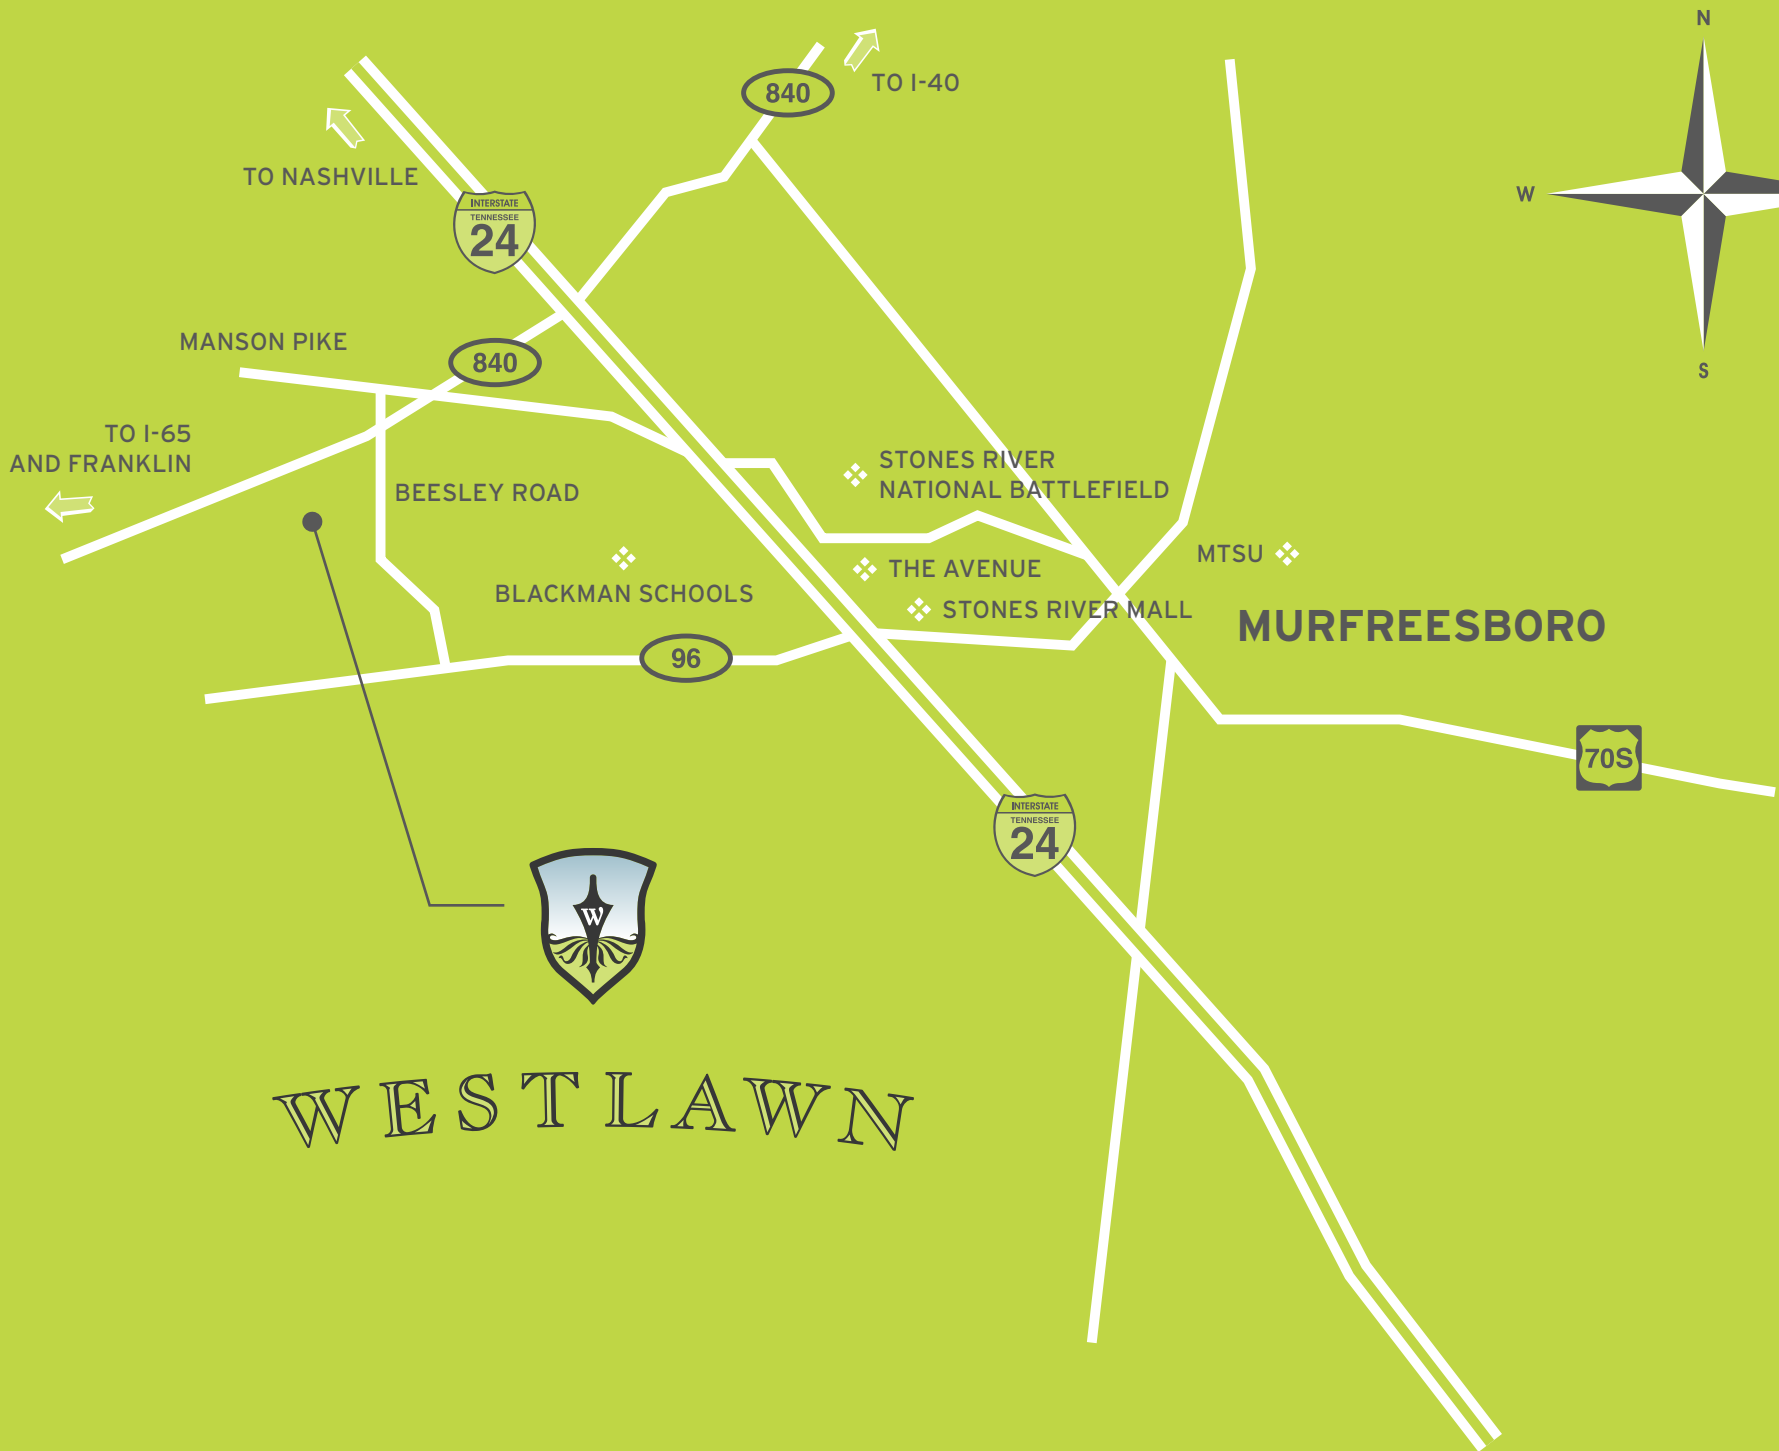 N
840
TO I-40
TO NASHVILLE
INTERSTATE
TENNESSEE
24
W
MANSON PIKE
840
S
TO I-65
AND FRANKLIN
BEESLEY ROAD
STONES RIVER
NATIONAL BATTLEFIELD
MTSU
THE AVENUE
BLACKMAN SCHOOLS
STONES RIVER MALL
MURFREESBORO
96
70S
INTERSTATE
TENNESSEE
24
W
WESTLAWN